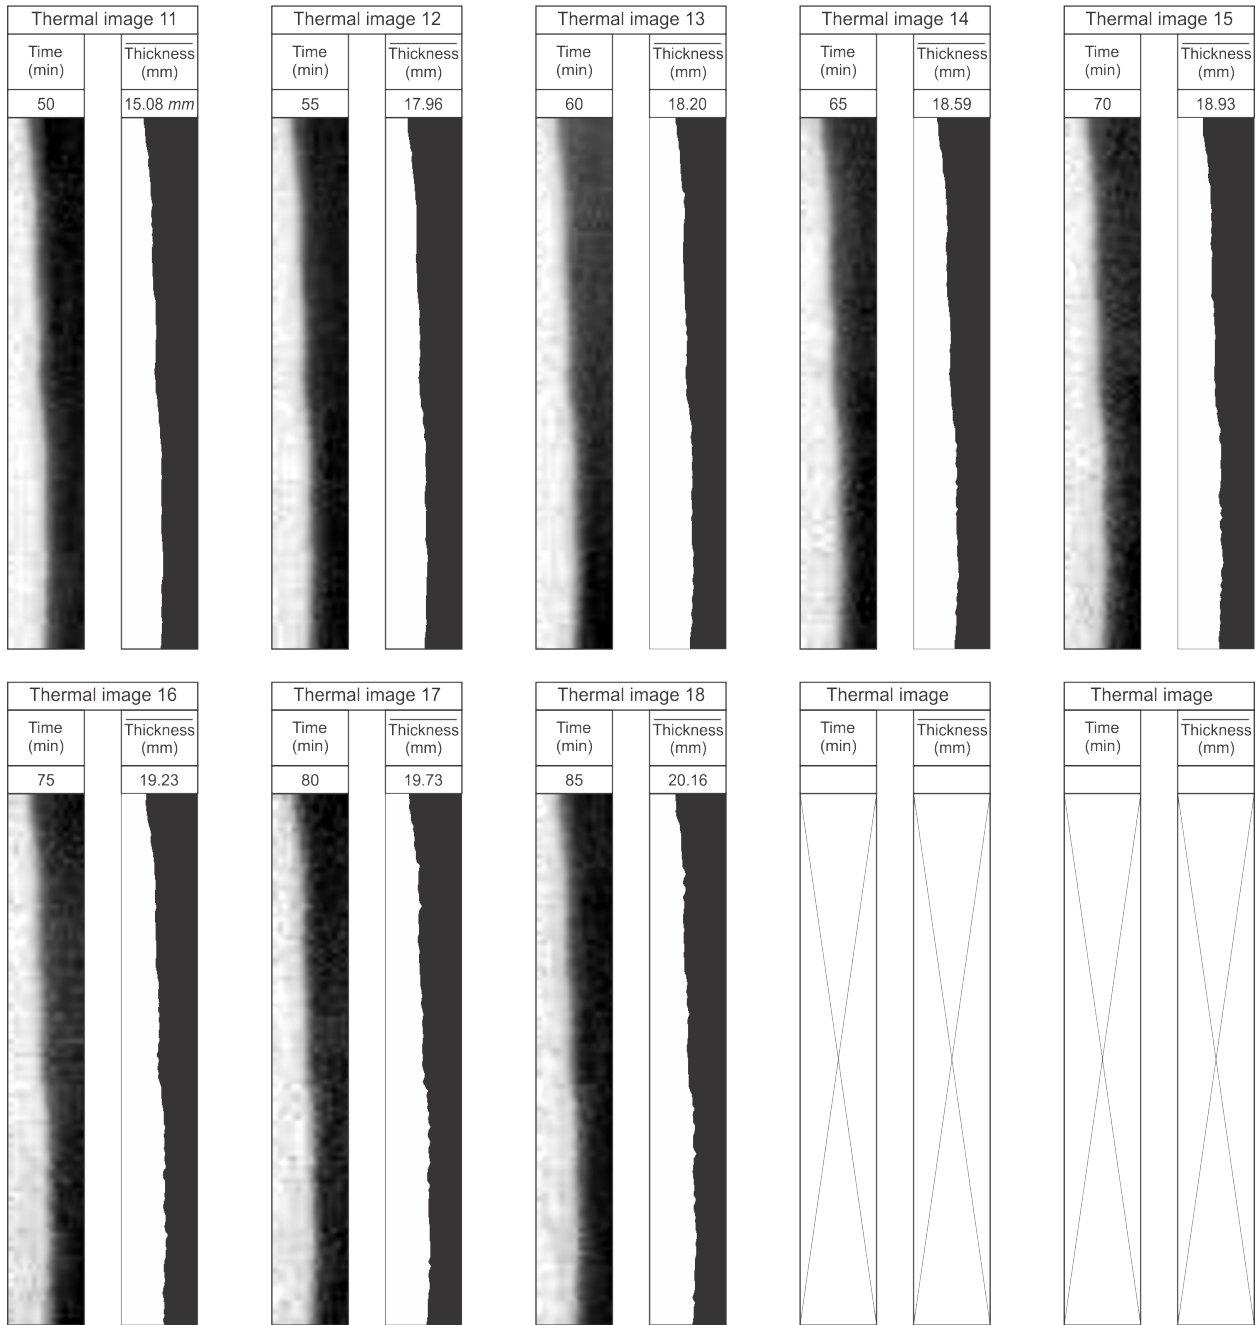 Thermal image 11
Time
(min)
Thickness
(mm)
50
15.08 mm
Thermal image 12
Time
(min)
Thickness
(mm)
55
17.96
Thermal image 13
Time
(min)
Thickness
(mm)
60
18.20
Thermal image 14
Time
(min)
Thickness
(mm)
65
18.59
Thermal image 15
Time
(min)
Thickness
(mm)
70
18.93
Thermal image 16
Time
(min)
Thickness
(mm)
75
19.23
Thermal image 17
Time
(min)
Thickness
(mm)
80
19.73
Thermal image 18
Time
(min)
Thickness
(mm)
85
20.16
Thermal image
Time
(min)
Thickness
(mm)
Thermal image
Time
(min)
Thickness
(mm)